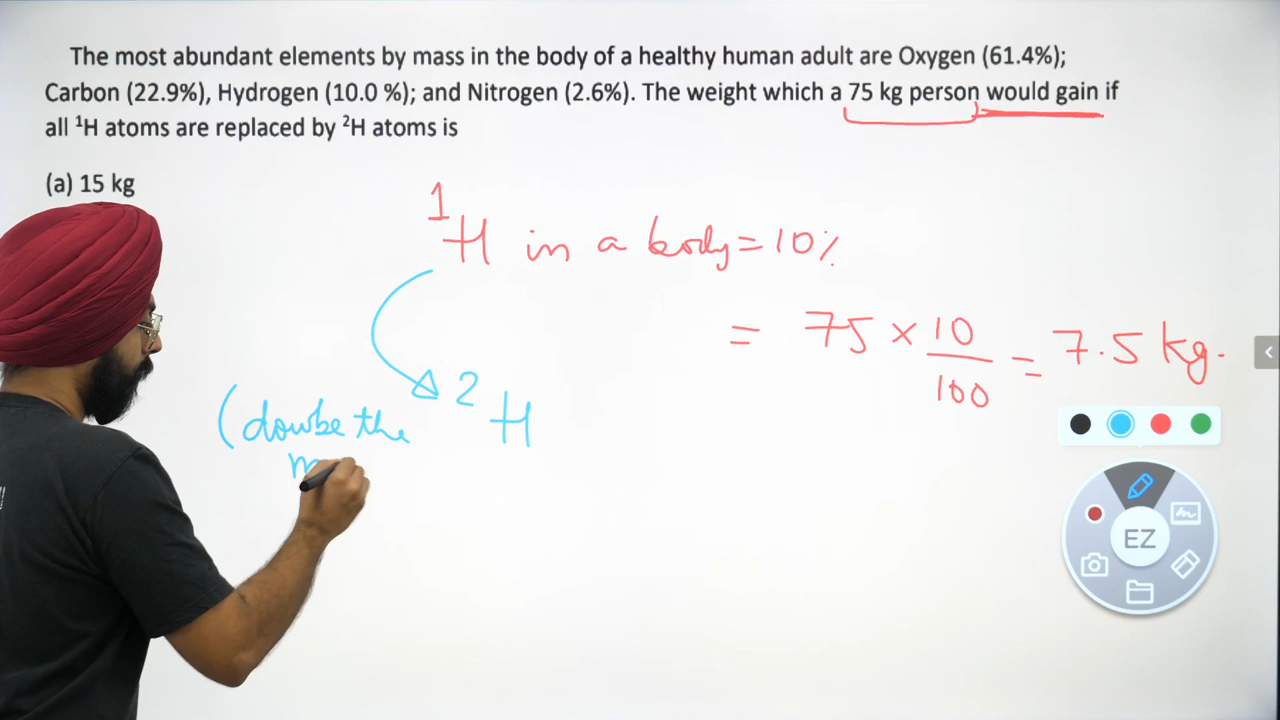 The most abundant elements by mass in the body of a healthy human adult are Oxygen (61.4%);
Carbon (22.9%), Hydrogen (10.0 %); and Nitrogen (2.6%). The weight which a 75 kg person would gain if
all ¹H atoms are replaced by ²H atoms is
(a) 15 kg
¹H in a body = 10%
= 75 × 10/100 = 7.5 kg.
(doube the ²H
EZ